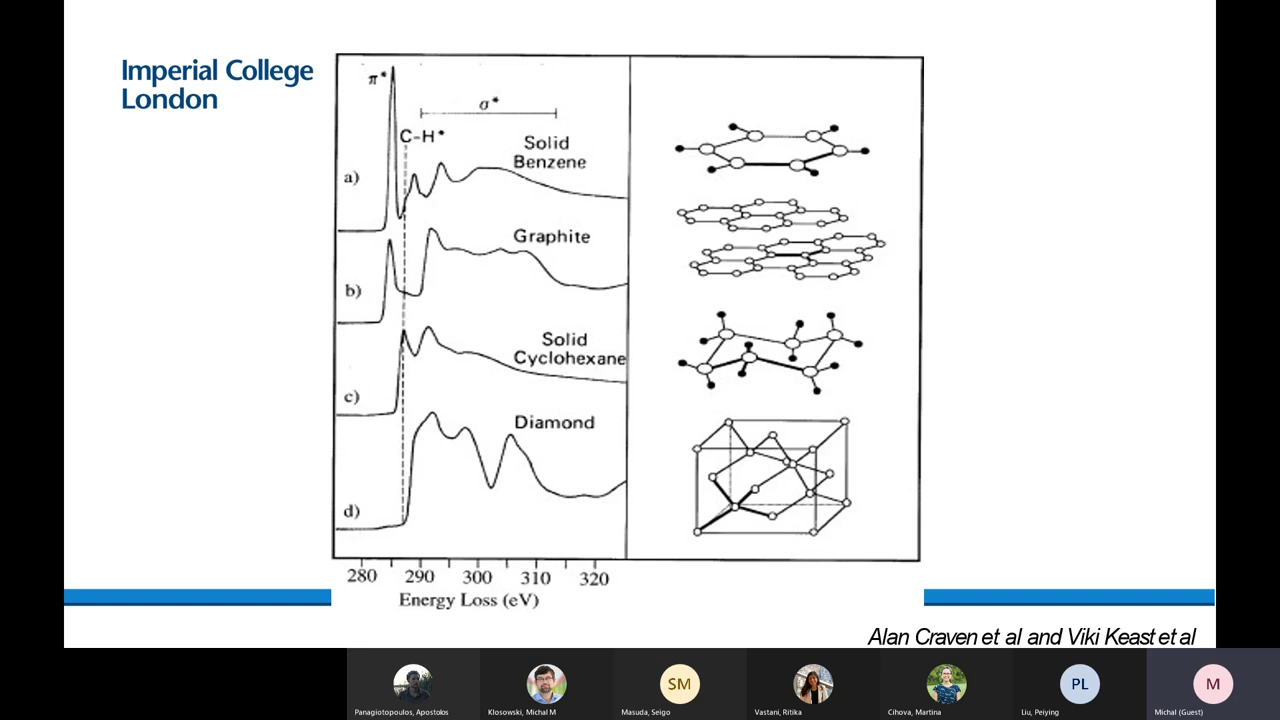 Imperial College
London
π*
σ*
C-H*
Solid
Benzene
a)
Graphite
b)
Solid
Cyclohexane
c)
Diamond
d)
280 290 300 310 320
Energy Loss (eV)
Alan Craven et al and Viki Keast et al
SM
PL
M
Panagiotopoulos, Apostolos
Klosowski, Michal M
Masuda, Seigo
Vastani, Ritika
Cihova, Martina
Liu, Peiying
Michal (Guest)